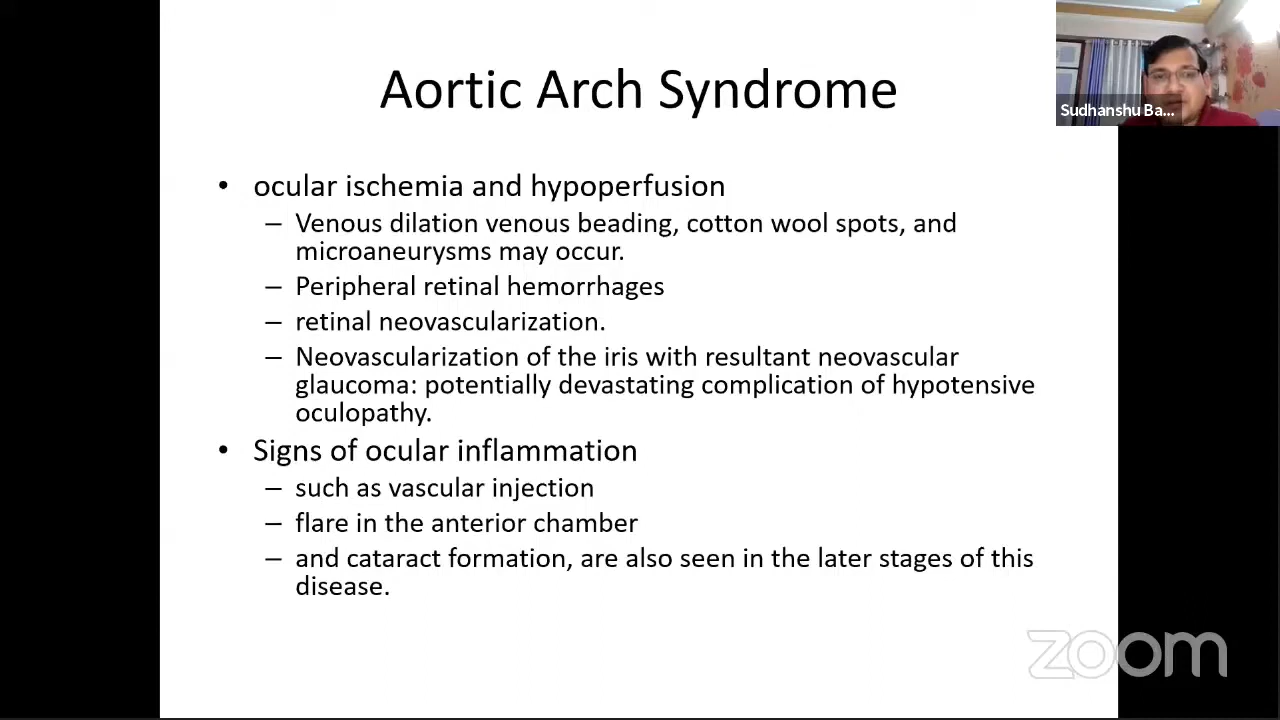 Aortic Arch Syndrome
Sudhanshu Ba...
• ocular ischemia and hypoperfusion
– Venous dilation venous beading, cotton wool spots, and
microaneurysms may occur.
– Peripheral retinal hemorrhages
– retinal neovascularization.
– Neovascularization of the iris with resultant neovascular
glaucoma: potentially devastating complication of hypotensive
oculopathy.
• Signs of ocular inflammation
– such as vascular injection
– flare in the anterior chamber
– and cataract formation, are also seen in the later stages of this
disease.
zoom